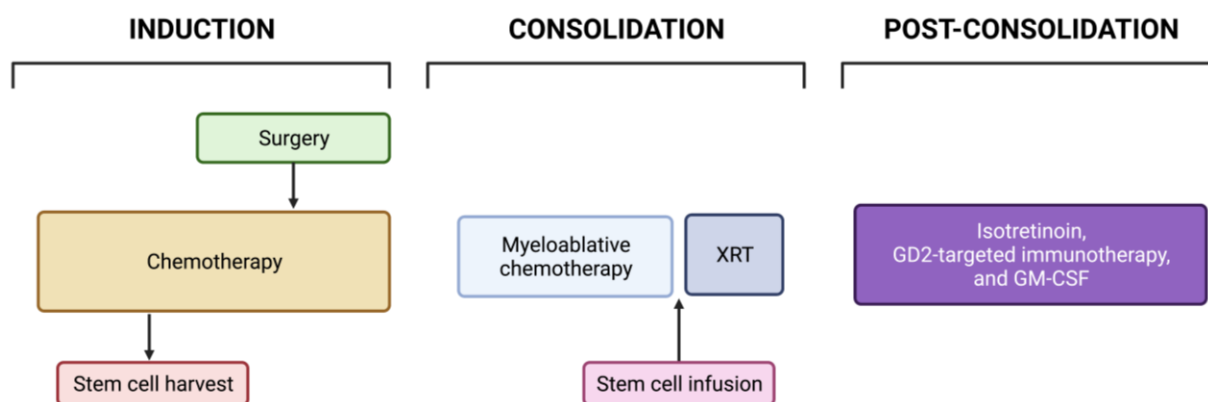 INDUCTION
CONSOLIDATION
POST-CONSOLIDATION
Surgery
Chemotherapy
Stem cell harvest
Myeloablative
chemotherapy
XRT
Stem cell infusion
Isotretinoin,
GD2-targeted immunotherapy,
and GM-CSF